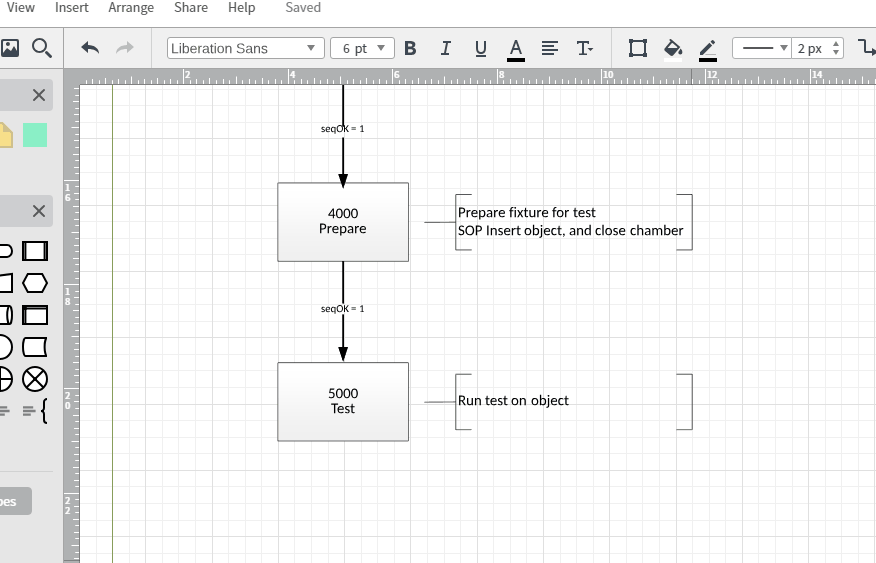 View Insert Arrange Share Help Saved
Liberation Sans 6 pt B I U A T 2 px
2 4 6 8 10 12 14
seqOK = 1
16
4000
Prepare
Prepare fixture for test
SOP Insert object, and close chamber
18
seqOK = 1
20
5000
Test
Run test on object
22
pes